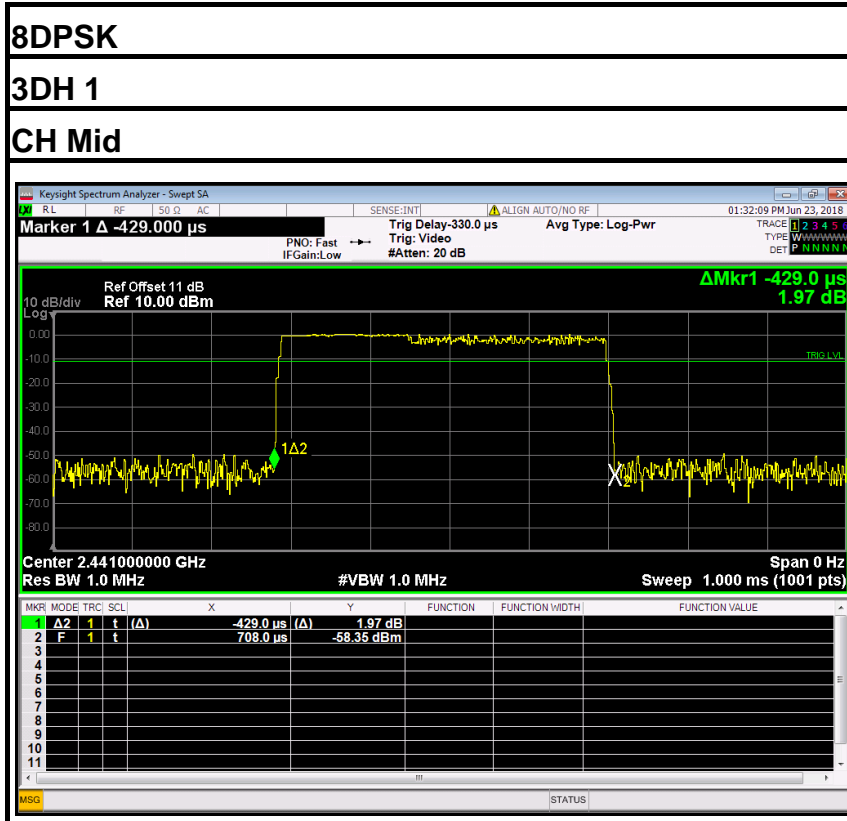 8DPSK
3DH 1
CH Mid
Keysight Spectrum Analyzer - Swept SA
LXI RL RF 50 Ω AC SENSE:INT ALIGN AUTO/NO RF 01:32:09 PM Jun 23, 2018
Marker 1 Δ -429.000 µs
PNO: Fast
IFGain:Low
Trig Delay-330.0 µs
Trig: Video
#Atten: 20 dB
Avg Type: Log-Pwr
TRACE 1 2 3 4 5 6
TYPE WWWWWW
DET P N N N N N
ΔMkr1 -429.0 µs
1.97 dB
Ref Offset 11 dB
10 dB/div Ref 10.00 dBm
Log
0.00
-10.0
TRIG LVL
-20.0
-30.0
-40.0
-50.0
1Δ2
-60.0
2
-70.0
-80.0
Center 2.441000000 GHz Span 0 Hz
Res BW 1.0 MHz #VBW 1.0 MHz Sweep 1.000 ms (1001 pts)
MKR MODE TRC SCL X Y FUNCTION FUNCTION WIDTH FUNCTION VALUE
1 Δ2 1 t (Δ) -429.0 µs (Δ) 1.97 dB
2 F 1 t 708.0 µs -58.35 dBm
3
4
5
6
7
8
9
10
11
MSG STATUS